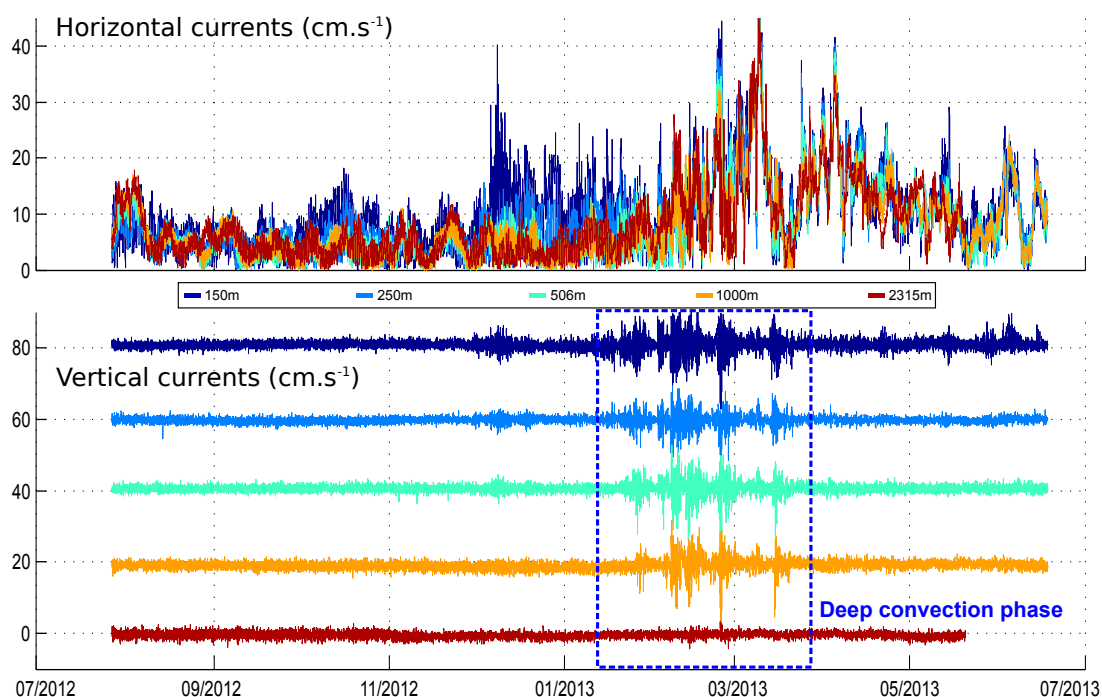 Horizontal currents (cm.s-1)
40
30
20
10
0
150m 250m 506m 1000m 2315m
80
Vertical currents (cm.s-1)
60
40
20
Deep convection phase
0
07/2012 09/2012 11/2012 01/2013 03/2013 05/2013 07/2013